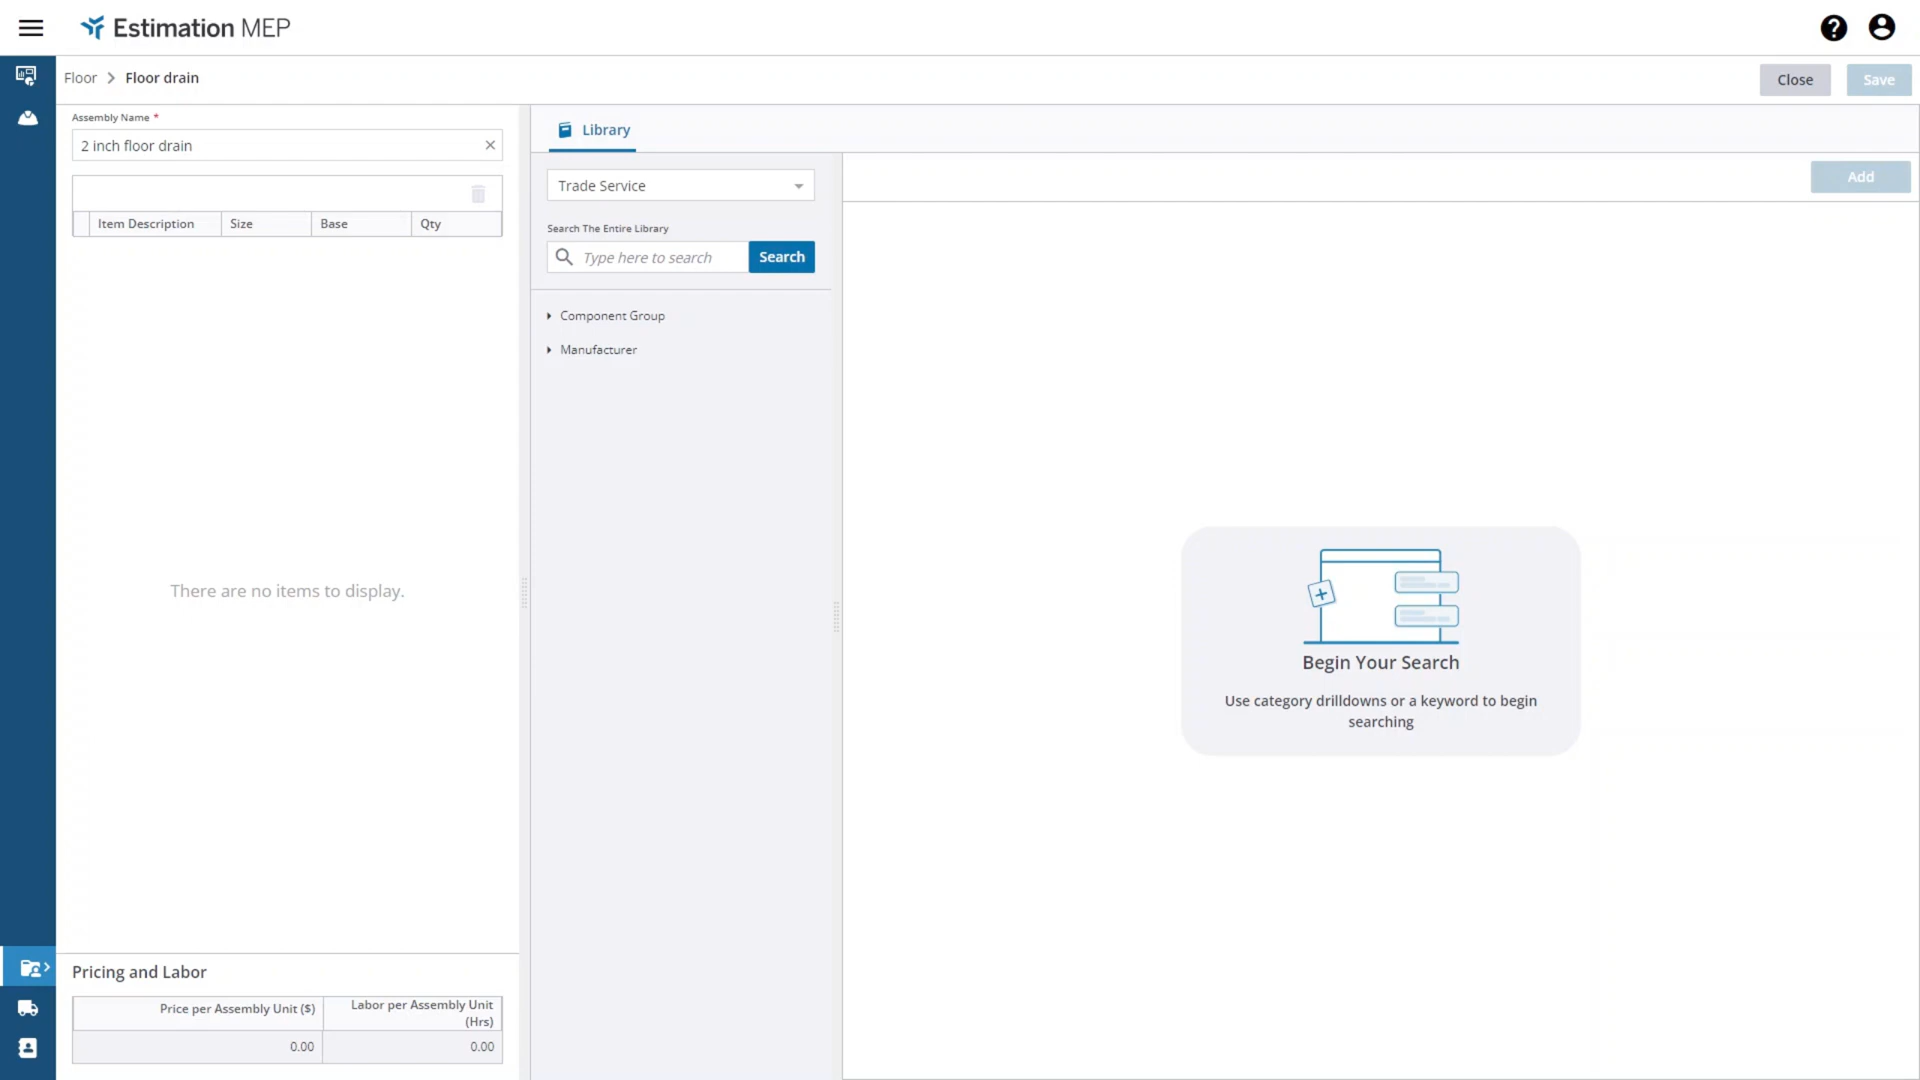 Estimation MEP
Floor > Floor drain
Close
Save
Assembly Name *
2 inch floor drain
Item Description
Size
Base
Qty
There are no items to display.
Pricing and Labor
Price per Assembly Unit ($)
Labor per Assembly Unit
(Hrs)
0.00
0.00
Library
Trade Service
Search The Entire Library
Type here to search
Search
Component Group
Manufacturer
Add
Begin Your Search
Use category drilldowns or a keyword to begin
searching